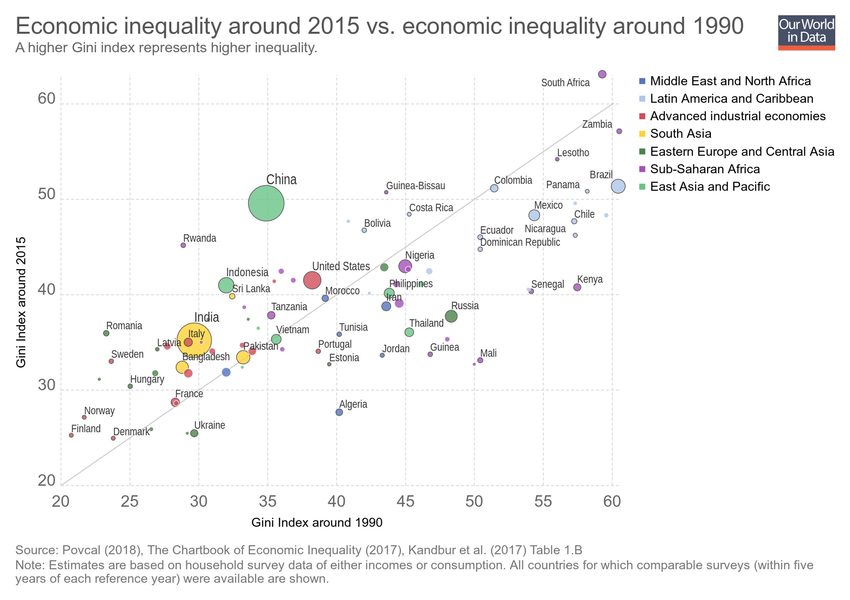 Economic inequality around 2015 vs. economic inequality around 1990
A higher Gini index represents higher inequality.
Our World
in Data
Middle East and North Africa
Latin America and Caribbean
Advanced industrial economies
South Asia
Eastern Europe and Central Asia
Sub-Saharan Africa
East Asia and Pacific
Gini Index around 2015
60
50
40
30
20
South Africa
Zambia
Lesotho
Brazil
Panama
Colombia
China
Guinea-Bissau
Costa Rica
Mexico
Chile
Bolivia
Nicaragua
Ecuador
Dominican Republic
Rwanda
Nigeria
United States
Indonesia
Philippines
Senegal
Kenya
Sri Lanka
Morocco
Iran
Tanzania
Russia
India
Romania
Vietnam
Tunisia
Thailand
Italy
Latvia
Pakistan
Portugal
Jordan
Guinea
Sweden
Bangladesh
Estonia
Mali
Hungary
France
Norway
Algeria
Finland
Denmark
Ukraine
20
25
30
35
40
45
50
55
60
Gini Index around 1990
Source: Povcal (2018), The Chartbook of Economic Inequality (2017), Kandbur et al. (2017) Table 1.B
Note: Estimates are based on household survey data of either incomes or consumption. All countries for which comparable surveys (within five
years of each reference year) were available are shown.